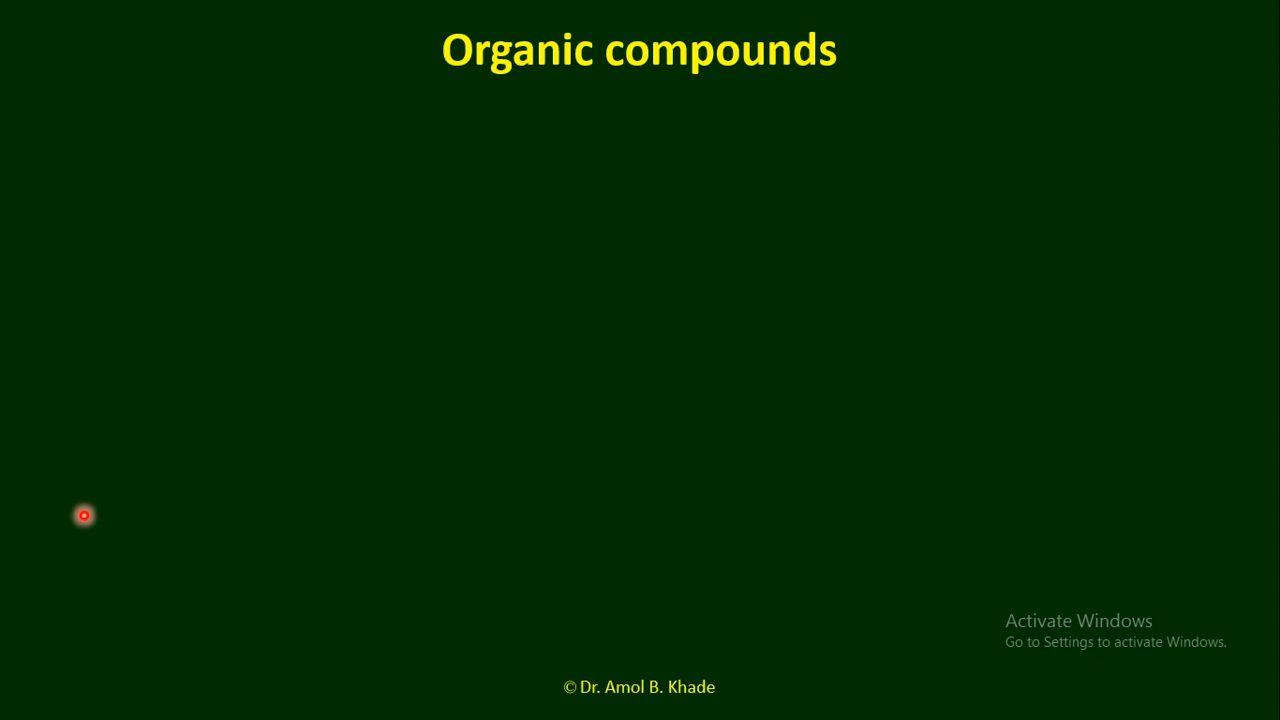 Organic compounds
Activate Windows
Go to Settings to activate Windows.
© Dr. Amol B. Khade